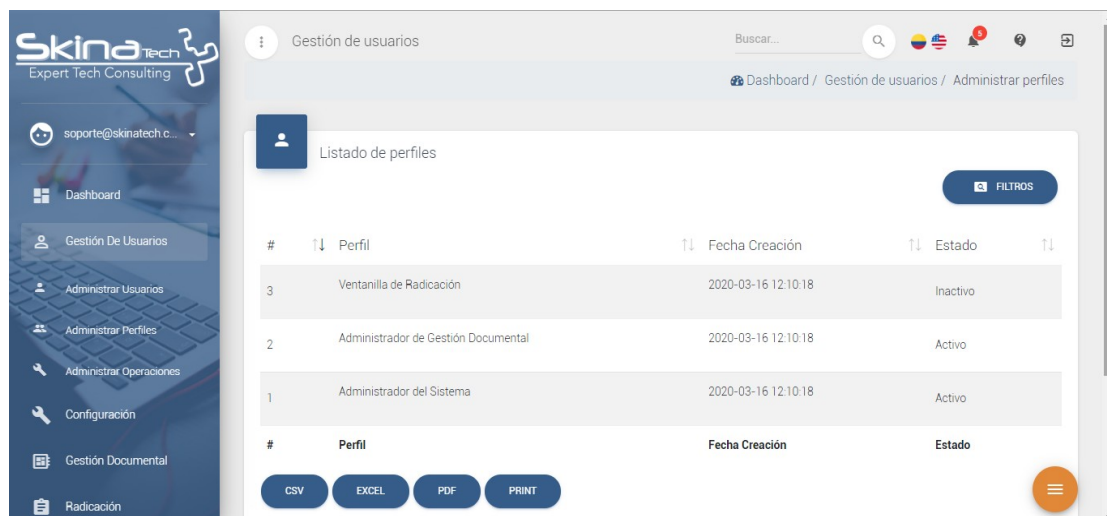 Skina Tech
Expert Tech Consulting
soporte@skinatech.c...
Dashboard
Gestión De Usuarios
Administrar Usuarios
Administrar Perfiles
Administrar Operaciones
Configuración
Gestión Documental
Radicación
Gestión de usuarios
Buscar...
5
Dashboard / Gestión de usuarios / Administrar perfiles
Listado de perfiles
FILTROS
# Perfil Fecha Creación Estado
3 Ventanilla de Radicación 2020-03-16 12:10:18 Inactivo
2 Administrador de Gestión Documental 2020-03-16 12:10:18 Activo
1 Administrador del Sistema 2020-03-16 12:10:18 Activo
# Perfil Fecha Creación Estado
CSV EXCEL PDF PRINT